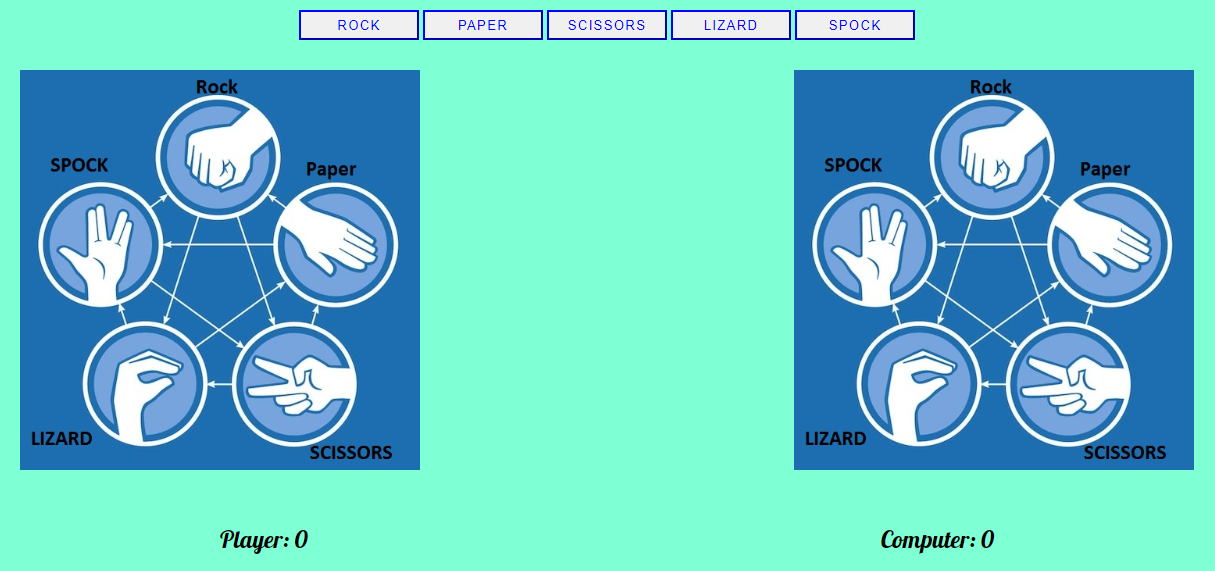 ROCK PAPER SCISSORS LIZARD SPOCK
Rock
SPOCK
Paper
LIZARD
SCISSORS
Rock
SPOCK
Paper
LIZARD
SCISSORS
Player: 0
Computer: 0